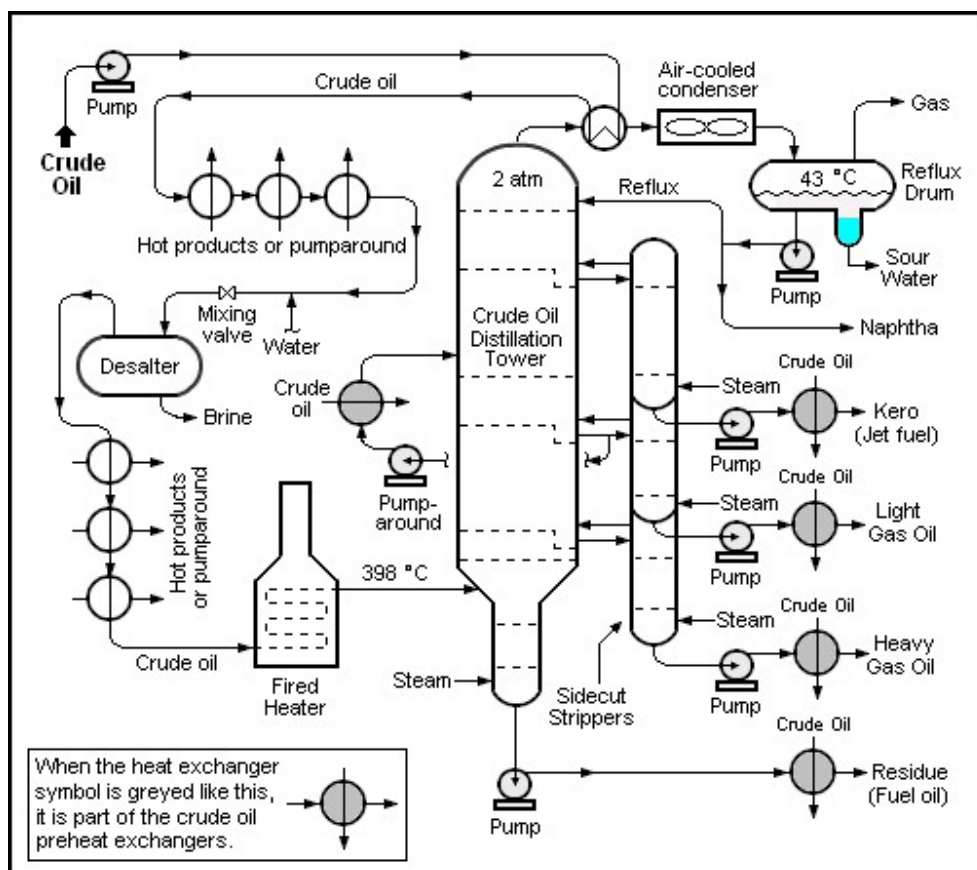 Pump
Crude
Oil
Crude oil
Air-cooled
condenser
Gas
43 °C
Reflux
Drum
2 atm
Reflux
Hot products or pumparound
Pump
Sour
Water
Mixing
valve
Water
Naphtha
Desalter
Brine
Crude Oil
Distillation
Tower
Crude
oil
Steam
Crude Oil
Pump
Kero
(Jet fuel)
Pump-
around
Hot products
or pumparound
Steam
Crude Oil
Pump
Light
Gas Oil
398 °C
Crude oil
Fired
Heater
Steam
Sidecut
Strippers
Steam
Crude Oil
Pump
Heavy
Gas Oil
Crude Oil
Pump
Residue
(Fuel oil)
When the heat exchanger
symbol is greyed like this,
it is part of the crude oil
preheat exchangers.